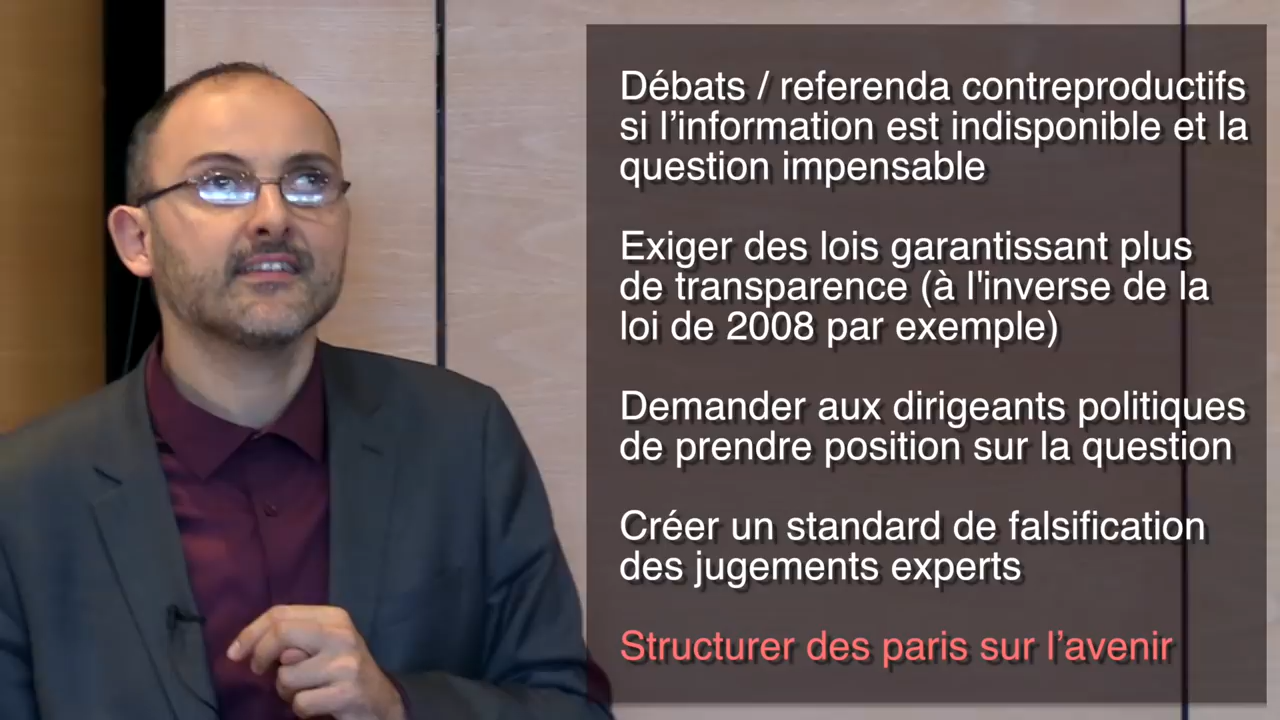 Débats / referenda contreproductifs
si l’information est indisponible et la
question impensable
Exiger des lois garantissant plus
de transparence (à l'inverse de la
loi de 2008 par exemple)
Demander aux dirigeants politiques
de prendre position sur la question
Créer un standard de falsification
des jugements experts
Structurer des paris sur l’avenir